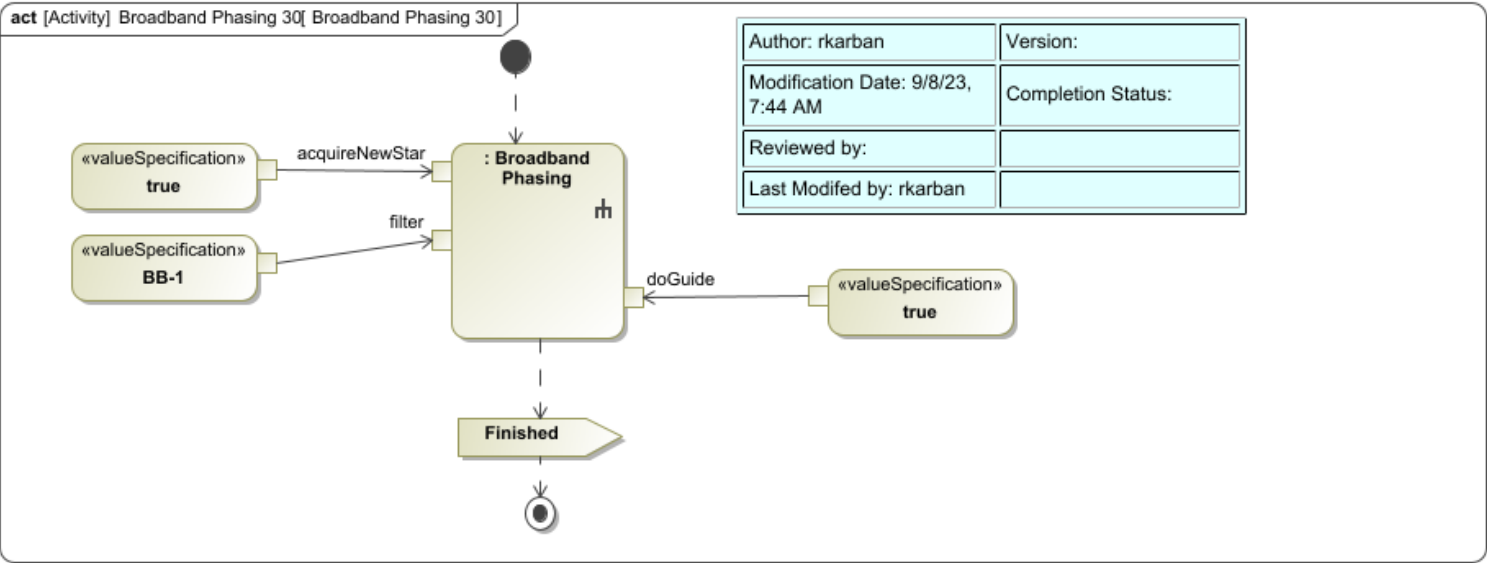 act [Activity] Broadband Phasing 30[ Broadband Phasing 30]
Author: rkarban
Version:
Modification Date: 9/8/23,
7:44 AM
Completion Status:
Reviewed by:
Last Modifed by: rkarban
«valueSpecification»
true
acquireNewStar
: Broadband
Phasing
filter
«valueSpecification»
BB-1
doGuide
«valueSpecification»
true
Finished